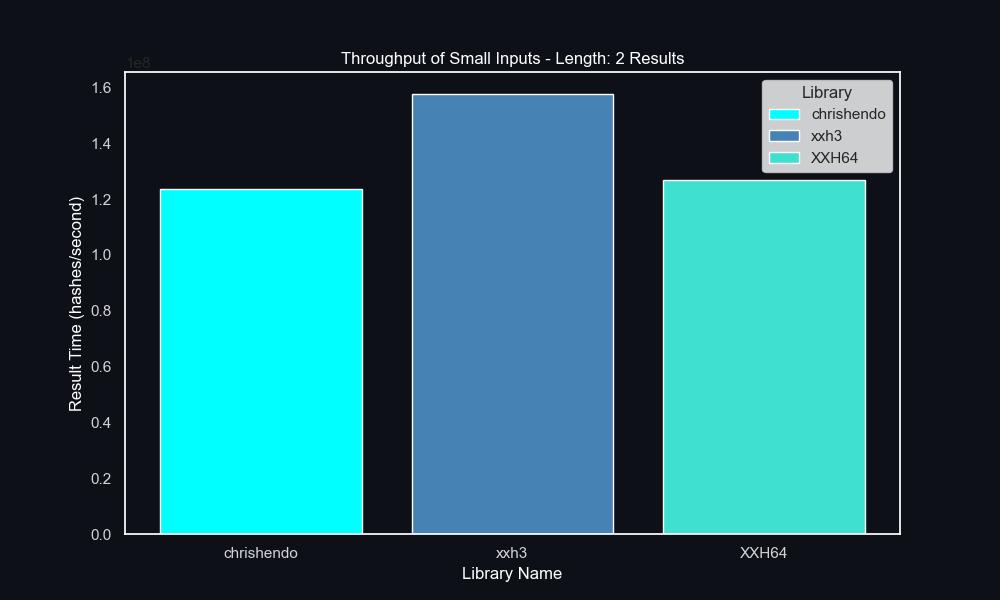 Throughput of Small Inputs - Length: 2 Results
1e8
1.6
1.4
1.2
1.0
0.8
0.6
0.4
0.2
0.0
Result Time (hashes/second)
Library
chrishendo
xxh3
XXH64
chrishendo
xxh3
XXH64
Library Name